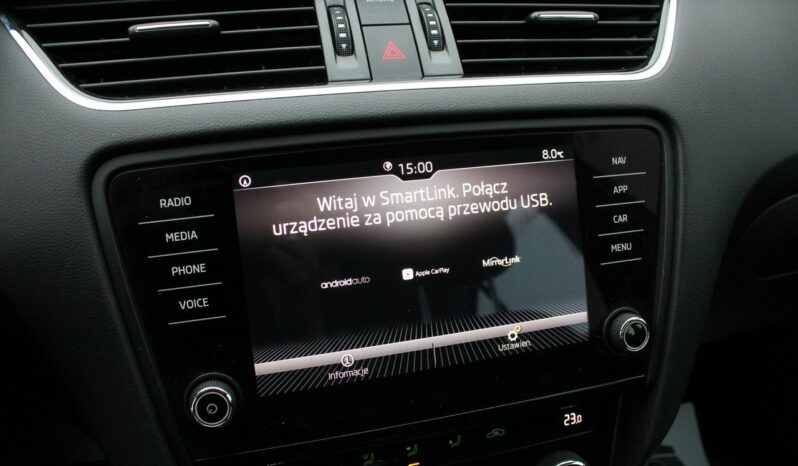 AIRBAG
15:00
8.0°C
Witaj w SmartLink. Połącz
urządzenie za pomocą przewodu USB.
androidauto
Apple CarPlay
MirrorLink
informacje
Ustawien.
RADIO
MEDIA
PHONE
VOICE
NAV
APP
CAR
MENU
23.0